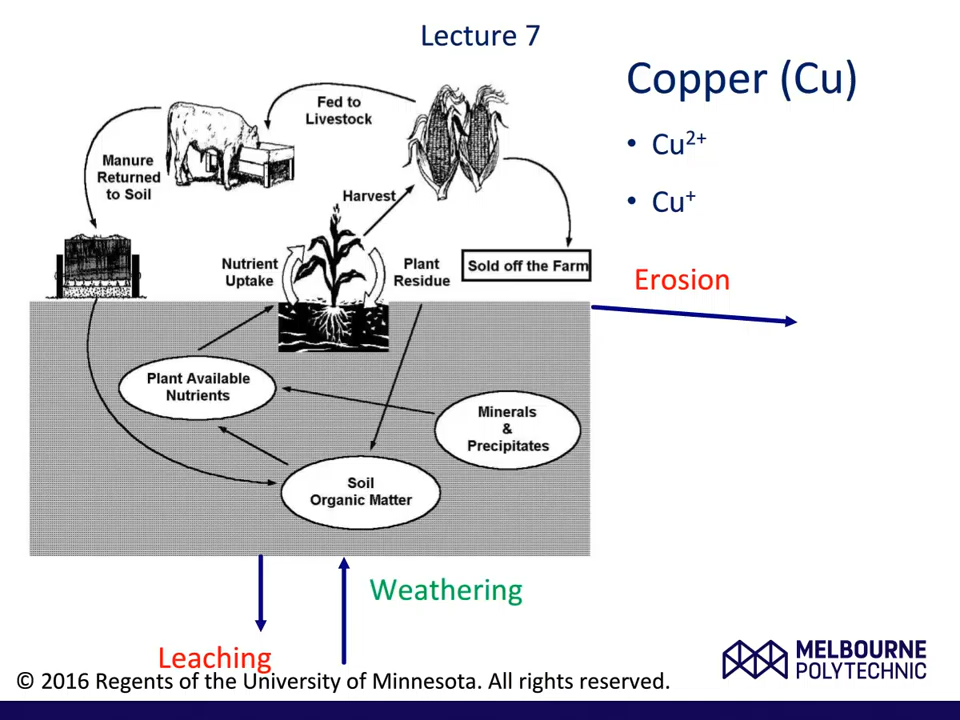 Lecture 7
Copper (Cu)
• Cu²⁺
• Cu⁺
Fed to
Livestock
Manure
Returned
to Soil
Harvest
Nutrient
Uptake
Plant
Residue
Sold off the Farm
Erosion
Plant Available
Nutrients
Minerals
&
Precipitates
Soil
Organic Matter
Weathering
Leaching
MELBOURNE
POLYTECHNIC
© 2016 Regents of the University of Minnesota. All rights reserved.